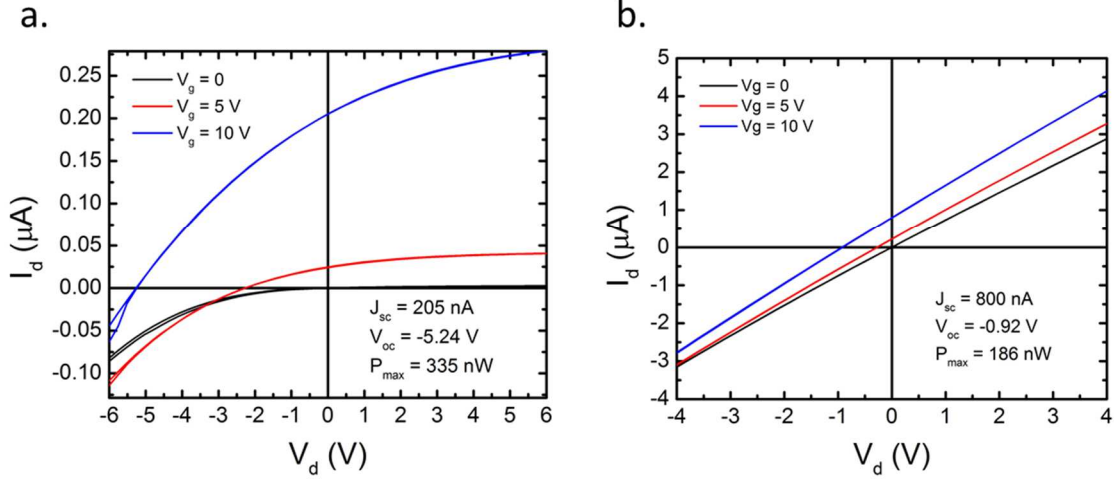 a.
V_g = 0
V_g = 5 V
V_g = 10 V
0.25
0.20
0.15
0.10
0.05
0.00
-0.05
-0.10
I_d (μA)
J_sc = 205 nA
V_oc = -5.24 V
P_max = 335 nW
-6 -5 -4 -3 -2 -1 0 1 2 3 4 5 6
V_d (V)
b.
Vg = 0
Vg = 5 V
Vg = 10 V
5
4
3
2
1
0
-1
-2
-3
-4
I_d (μA)
J_sc = 800 nA
V_oc = -0.92 V
P_max = 186 nW
-4 -3 -2 -1 0 1 2 3 4
V_d (V)